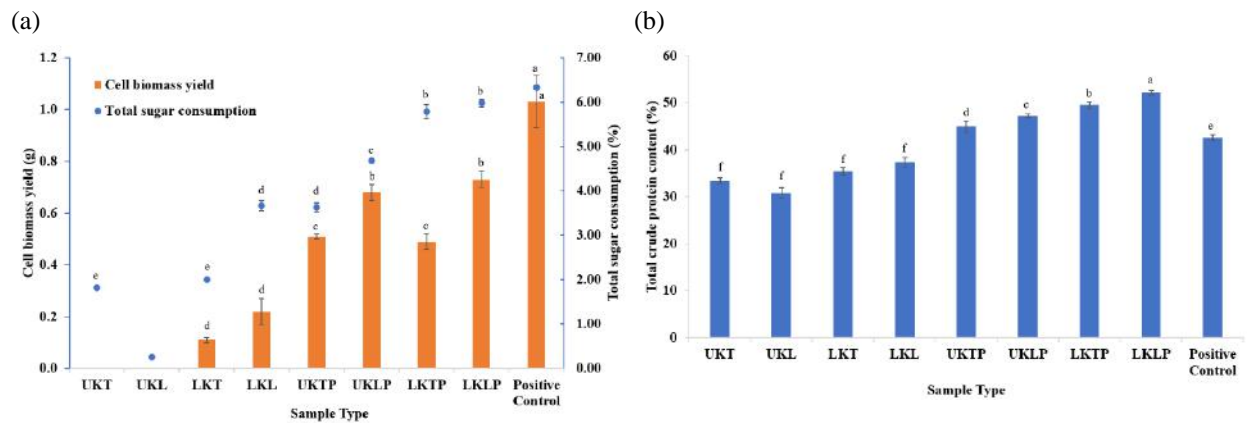 (a)
Cell biomass yield (g)
1.2
1.0
0.8
0.6
0.4
0.2
0.0
Cell biomass yield
Total sugar consumption
e
e
d
d
d
d
c
c
b
b
c
b
b
a
a
7.00
6.00
5.00
4.00
3.00
2.00
1.00
0.00
Total sugar consumption (%)
UKT UKL LKT LKL UKTP UKLP LKTP LKLP Positive
Control
Sample Type
(b)
Total crude protein content (%)
60
50
40
30
20
10
0
f
f
f
f
d
c
b
a
e
UKT UKL LKT LKL UKTP UKLP LKTP LKLP Positive
Control
Sample Type